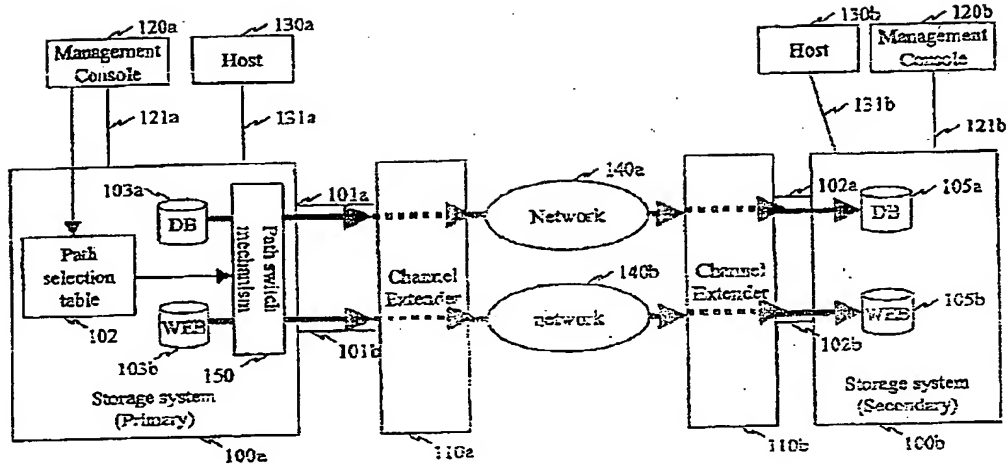 120a
130a
130b
120b
Management
Console
Host
Host
Management
Console
121a
131a
131b
121b
103a
101a
140a
102a
105a
DB
Network
DB
Path
selection
table
Path switch
mechanism
Channel
Extender
140b
Channel
Extender
105b
102
WEB
network
WEB
103b
150
101b
102b
Storage system
(Primary)
Storage system
(Secondary)
100a
110a
110b
100b